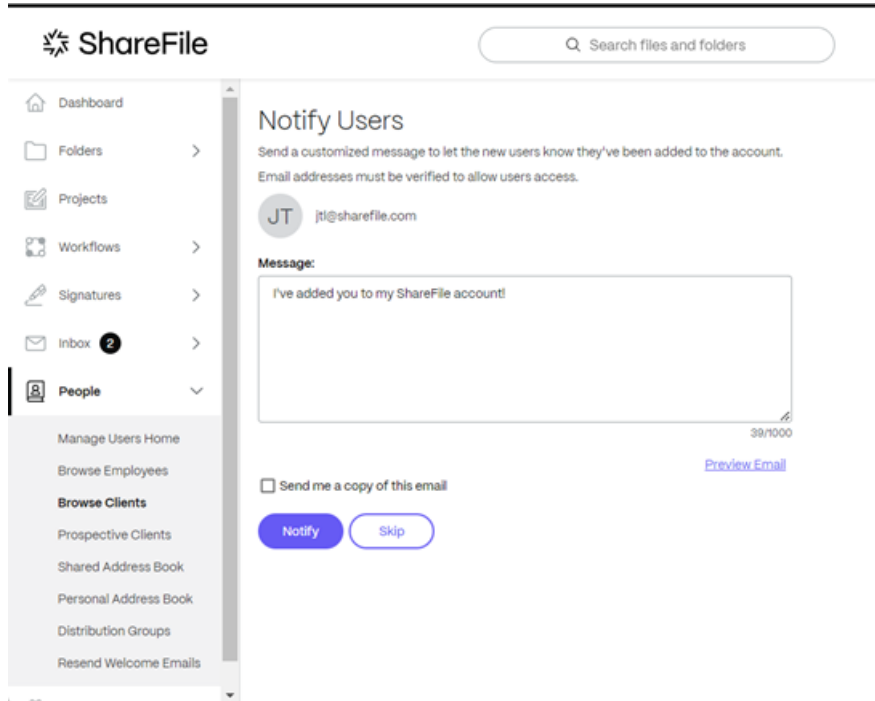 ShareFile
Search files and folders
Dashboard
Folders
Projects
Workflows
Signatures
Inbox 2
People
Manage Users Home
Browse Employees
Browse Clients
Prospective Clients
Shared Address Book
Personal Address Book
Distribution Groups
Resend Welcome Emails
Notify Users
Send a customized message to let the new users know they've been added to the account.
Email addresses must be verified to allow users access.
JT jtl@sharefile.com
Message:
I've added you to my ShareFile account!
39/1000
Preview Email
Send me a copy of this email
Notify Skip